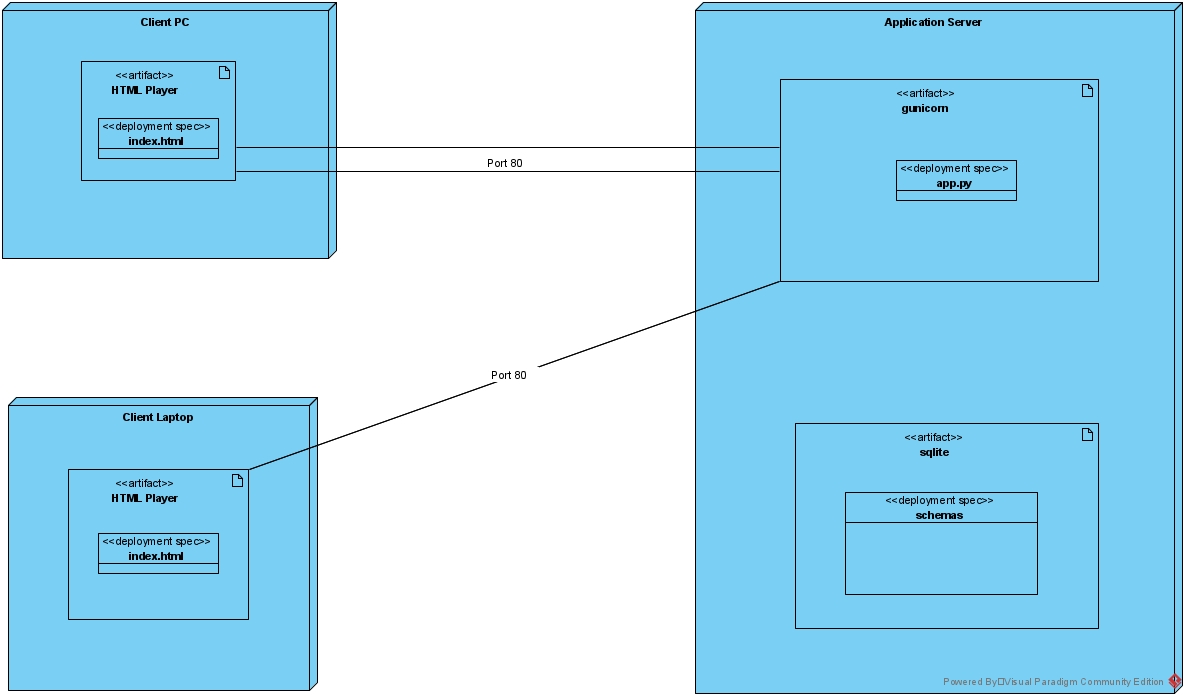 Client PC
<<artifact>>
HTML Player
<<deployment spec>>
index.html
Port 80
Application Server
<<artifact>>
gunicorn
<<deployment spec>>
app.py
Port 80
Client Laptop
<<artifact>>
HTML Player
<<deployment spec>>
index.html
<<artifact>>
sqlite
<<deployment spec>>
schemas
Powered By Visual Paradigm Community Edition